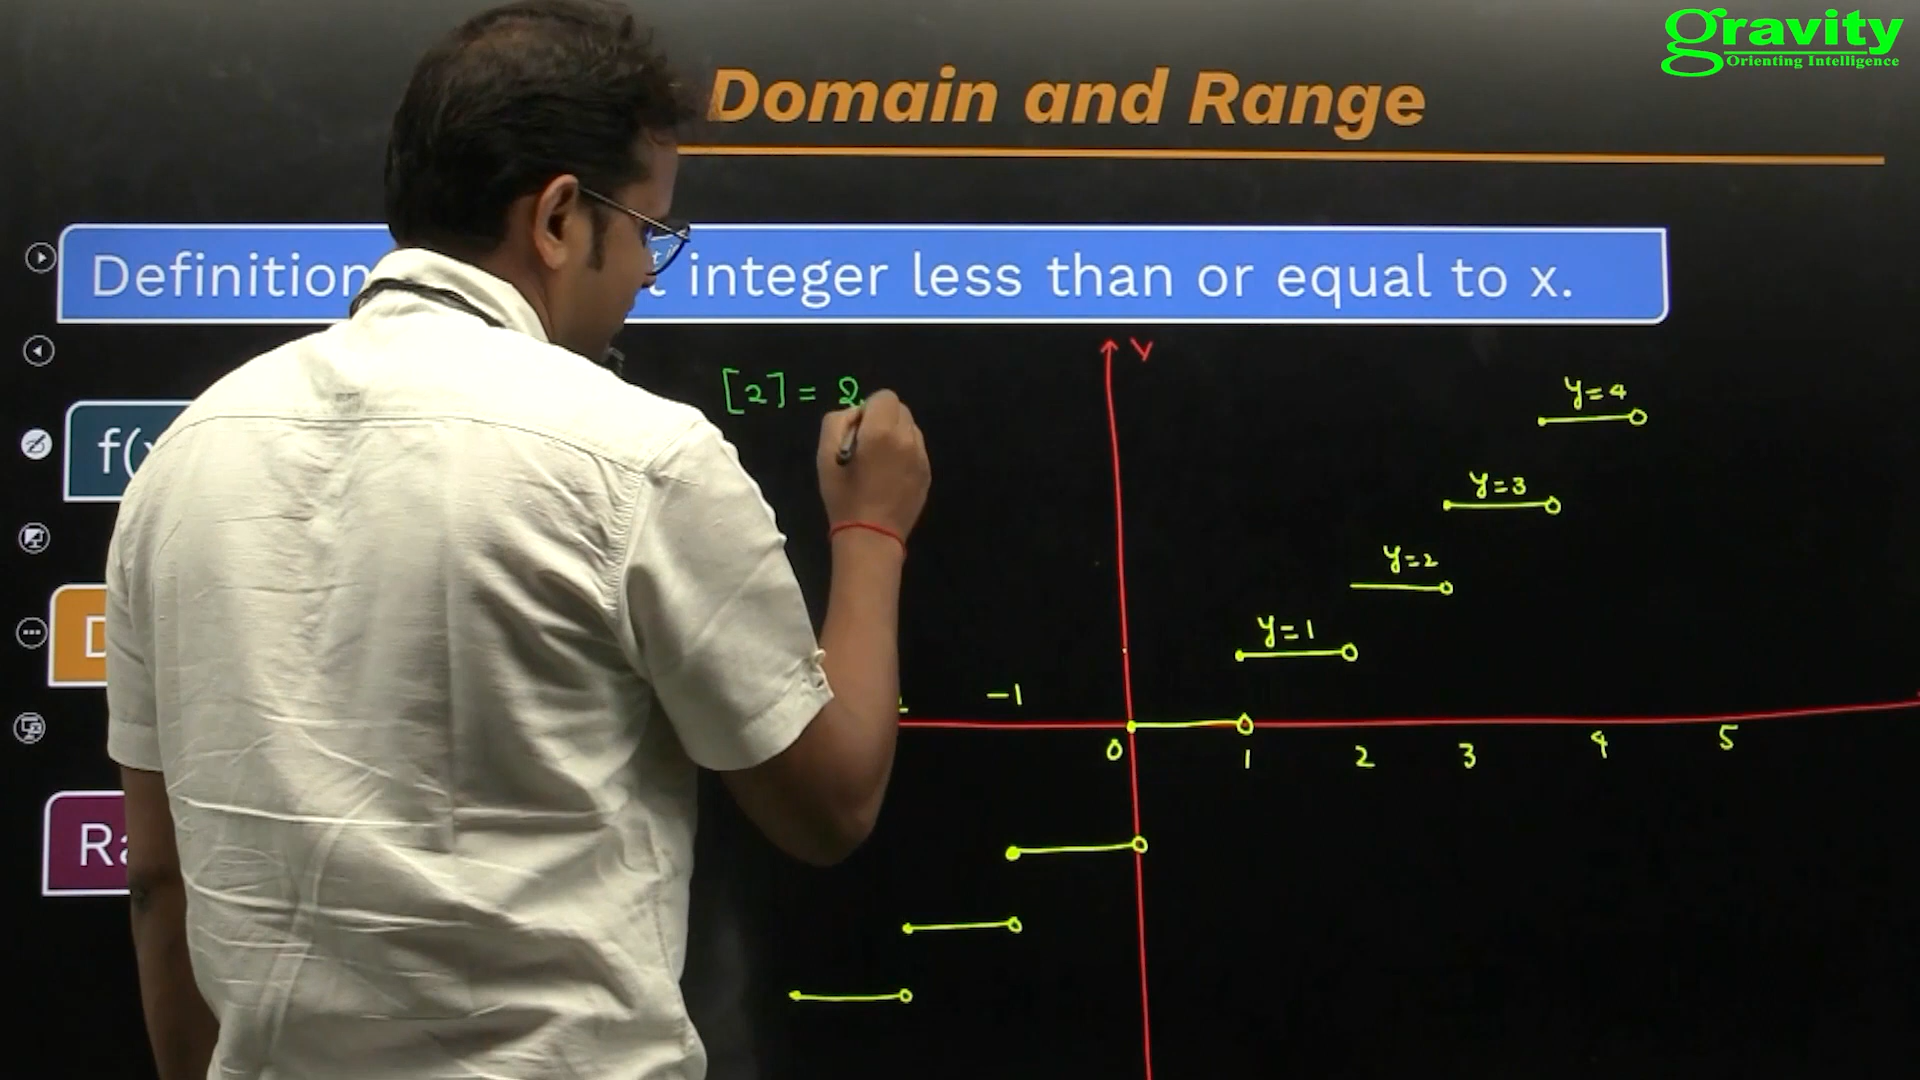 gravity
Orienting Intelligence
Domain and Range
Definition integer less than or equal to x.
Y
[2] = 2
y=4
y=3
y=2
y=1
-1
0 1 2 3 4 5